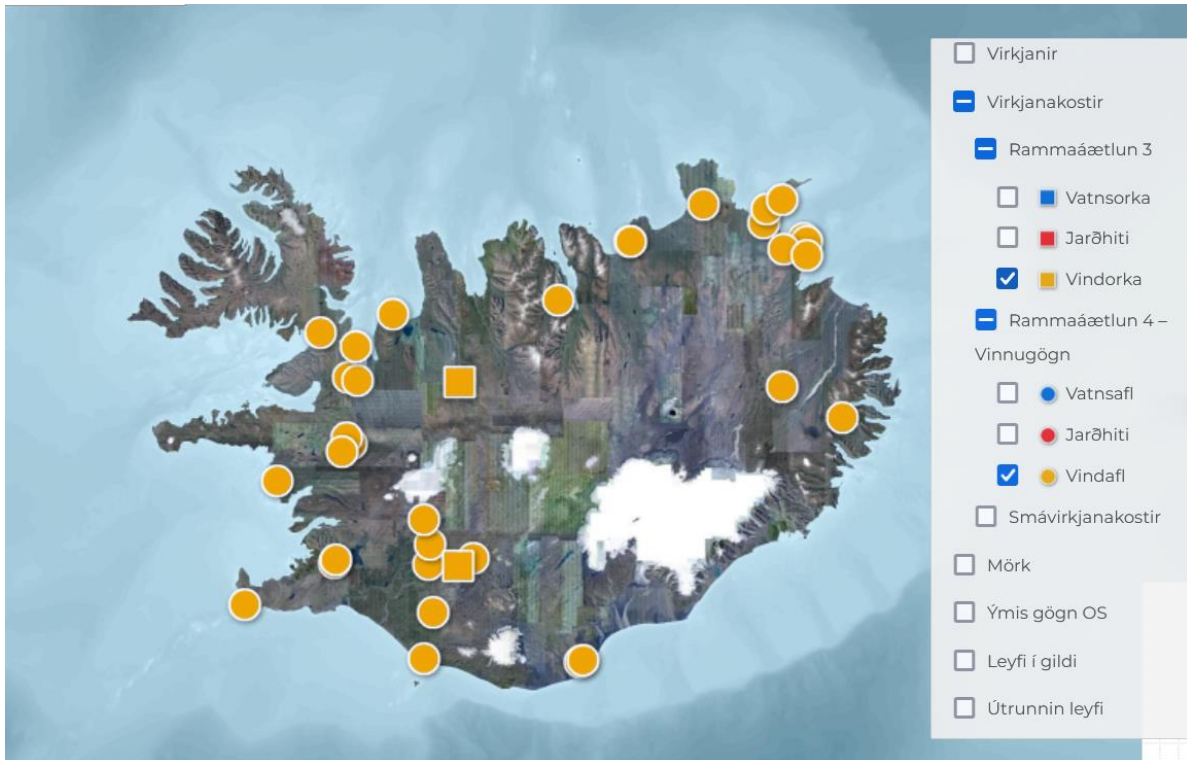 Virkjanir
Virkjanakostir
Rammaáætlun 3
Vatnsorka
Jarðhiti
Vindorka
Rammaáætlun 4 –
Vinnugögn
Vatnsafl
Jarðhiti
Vindafl
Smávirkjanakostir
Mörk
Ýmis gögn OS
Leyfi í gildi
Útrunnin leyfi